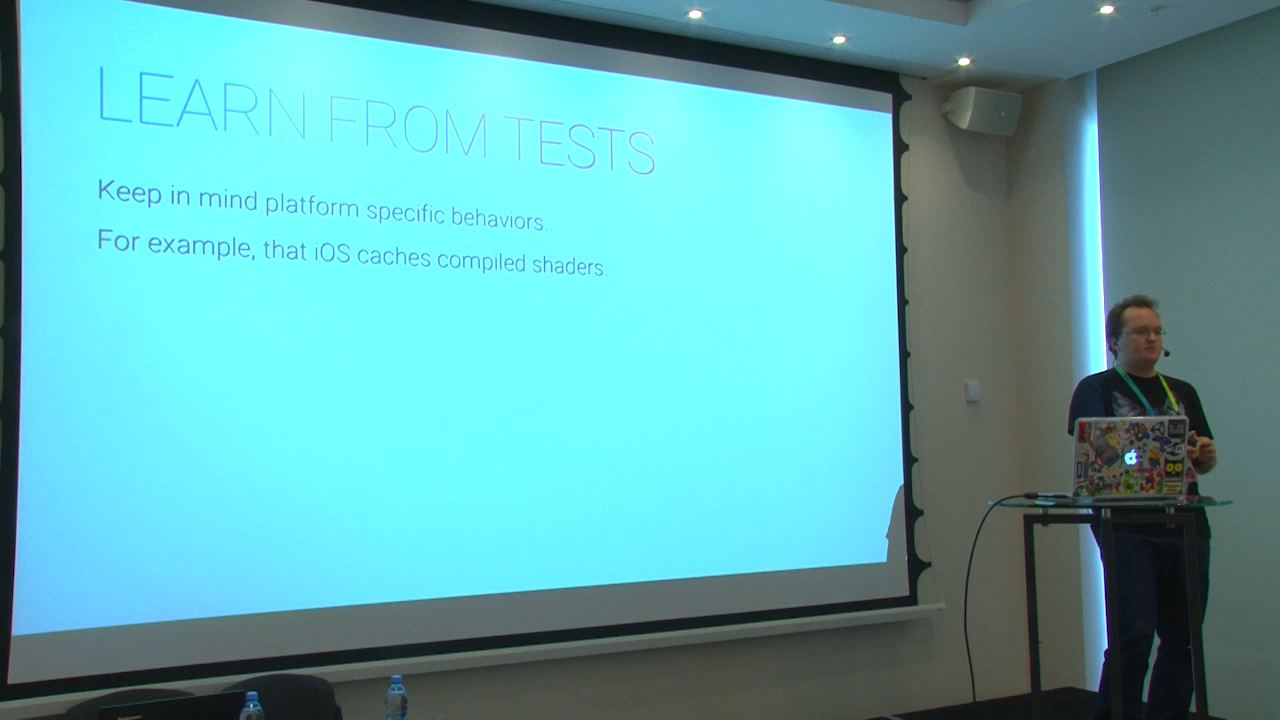 LEARN FROM TESTS
Keep in mind platform specific behaviors.
For example, that iOS caches compiled shaders.